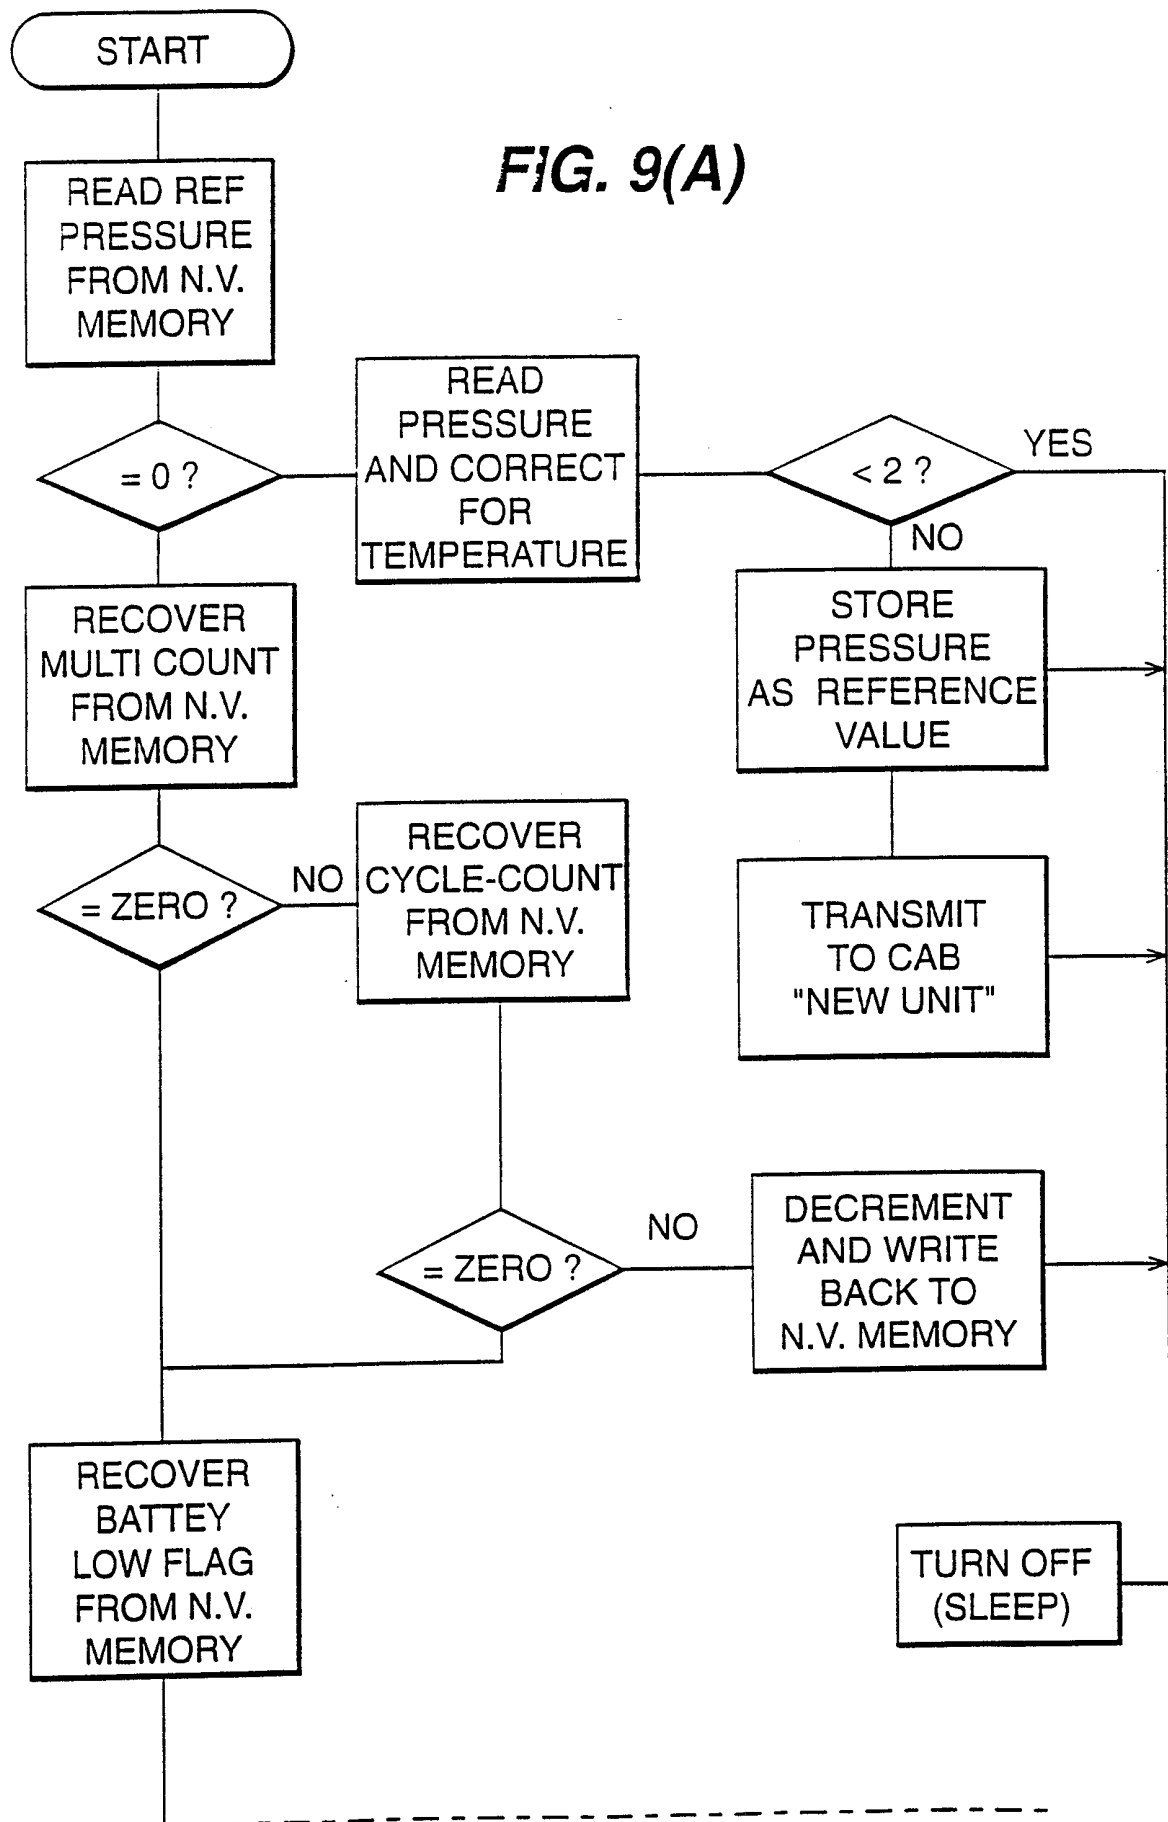 START
FIG. 9(A)
READ REF
PRESSURE
FROM N.V.
MEMORY
= 0 ?
READ
PRESSURE
AND CORRECT
FOR
TEMPERATURE
< 2 ?
YES
NO
STORE
PRESSURE
AS REFERENCE
VALUE
RECOVER
MULTI COUNT
FROM N.V.
MEMORY
= ZERO ?
NO
RECOVER
CYCLE-COUNT
FROM N.V.
MEMORY
TRANSMIT
TO CAB
"NEW UNIT"
= ZERO ?
NO
DECREMENT
AND WRITE
BACK TO
N.V. MEMORY
RECOVER
BATTEY
LOW FLAG
FROM N.V.
MEMORY
TURN OFF
(SLEEP)